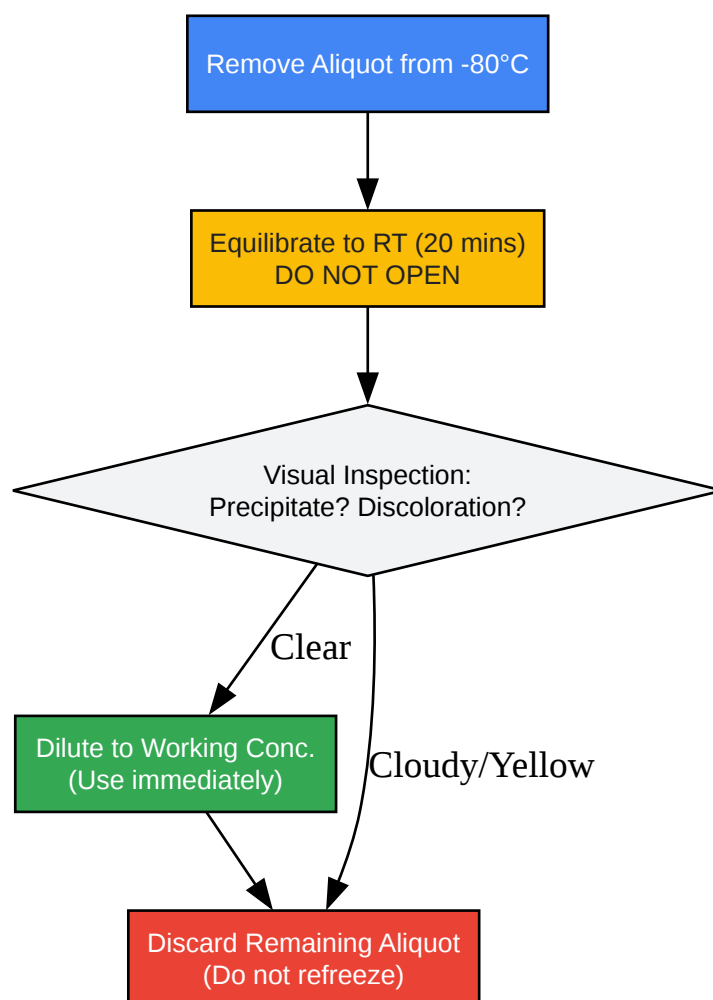 Remove Aliquot from -80°C
Equilibrate to RT (20 mins)
DO NOT OPEN
Visual Inspection:
Precipitate? Discoloration?
Clear
Dilute to Working Conc.
(Use immediately)
Cloudy/Yellow
Discard Remaining Aliquot
(Do not refreeze)